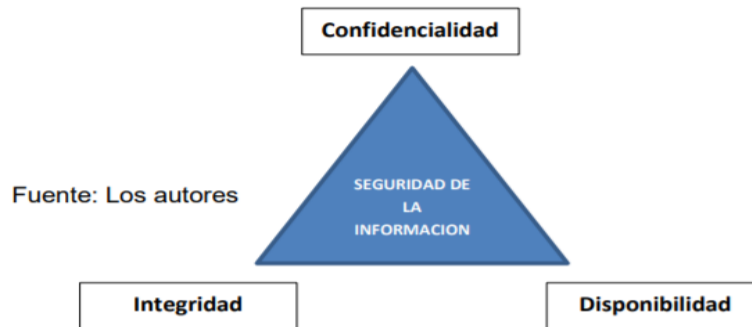 Confidencialidad
SEGURIDAD DE
LA
INFORMACION
Fuente: Los autores
Integridad
Disponibilidad